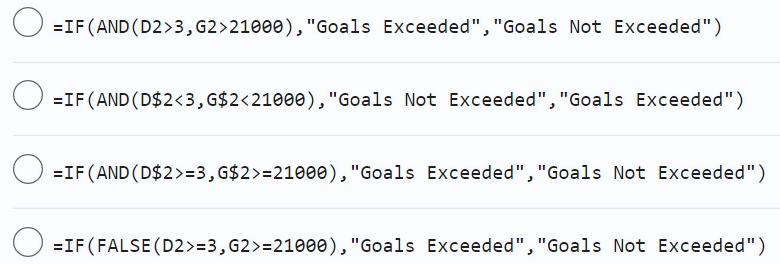 =IF(AND(D2>3,G2>21000),"Goals Exceeded","Goals Not Exceeded")
=IF(AND(D$2<3,G$2<21000),"Goals Not Exceeded","Goals Exceeded")
=IF(AND(D$2>=3,G$2>=21000),"Goals Exceeded","Goals Not Exceeded")
=IF(FALSE(D2>=3,G2>=21000),"Goals Exceeded","Goals Not Exceeded")